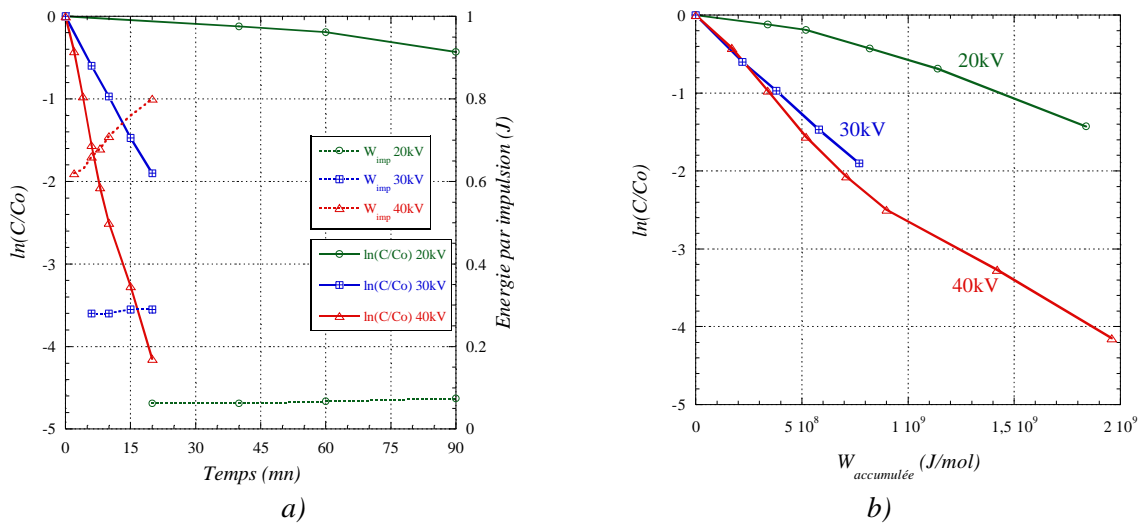 0
-1
-2
-3
-4
-5
ln(C/Co)
0
15
30
45
60
75
90
Temps (mn)
1
0.8
0.6
0.4
0.2
0
Energie par impulsion (J)
W imp 20kV
W imp 30kV
W imp 40kV
ln(C/Co) 20kV
ln(C/Co) 30kV
ln(C/Co) 40kV
a)
0
-1
-2
-3
-4
-5
ln(C/Co)
20kV
30kV
40kV
0
5 10⁸
1 10⁹
1,5 10⁹
2 10⁹
W accumulée (J/mol)
b)